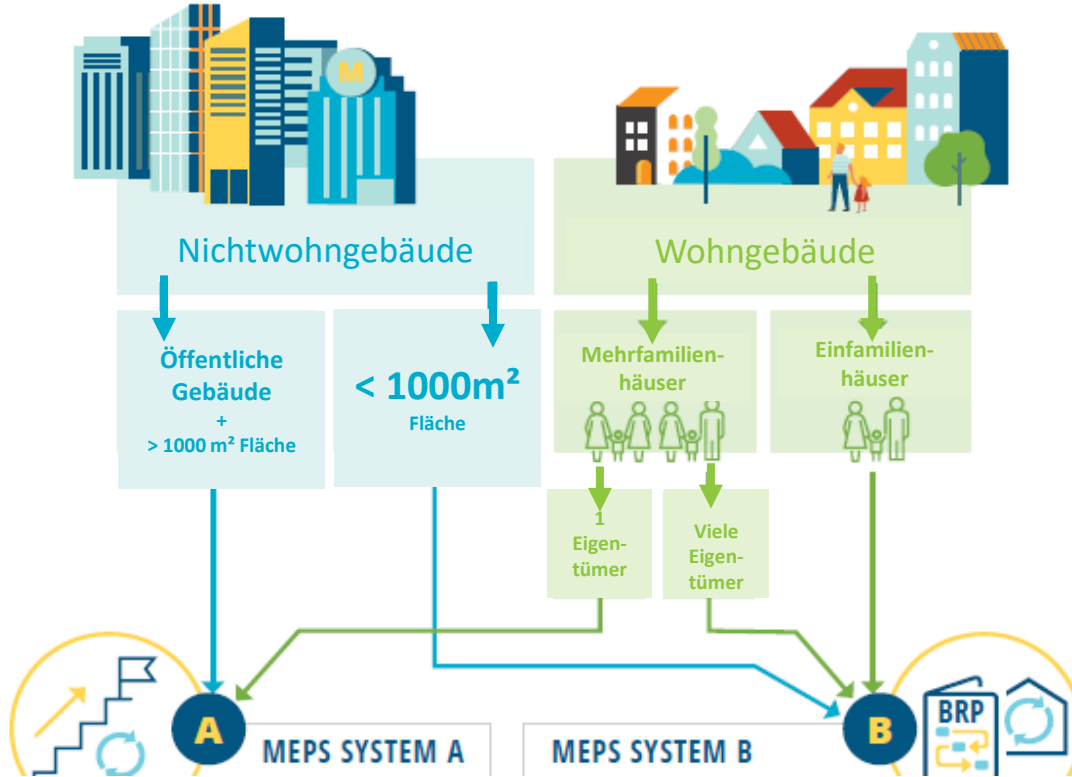 M
Nichtwohngebäude
Wohngebäude
Öffentliche
Gebäude
+
> 1000 m² Fläche
< 1000m²
Fläche
Mehrfamilien-
häuser
Einfamilien-
häuser
1
Eigen-
tümer
Viele
Eigen-
tümer
A
MEPS SYSTEM A
MEPS SYSTEM B
B
BRP